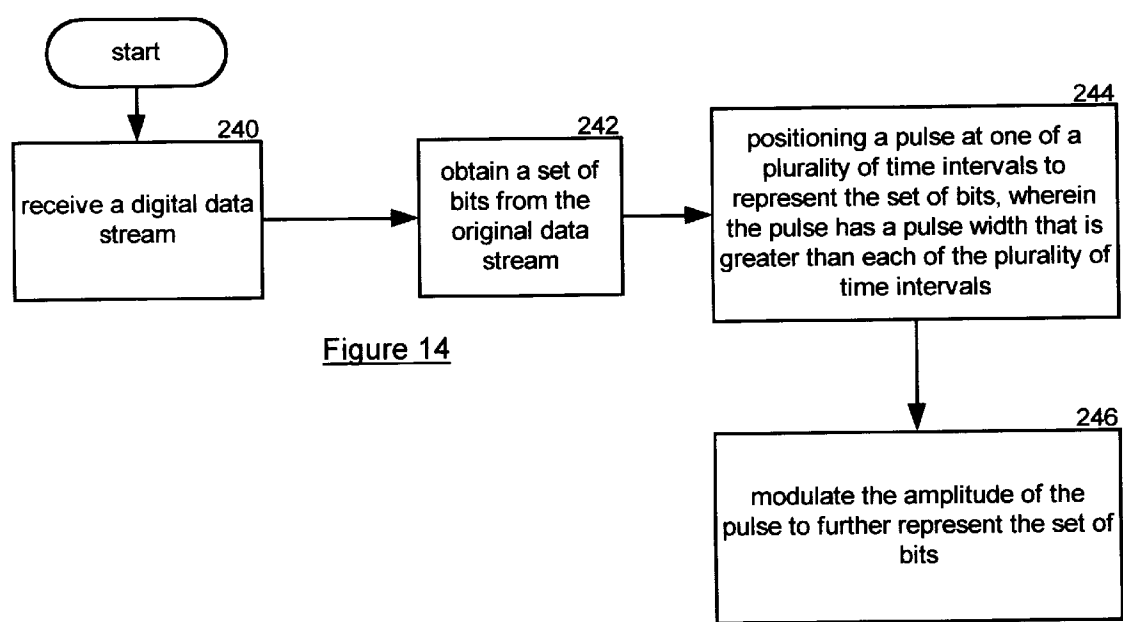 start
240
receive a digital data
stream
242
obtain a set of
bits from the
original data
stream
244
positioning a pulse at one of a
plurality of time intervals to
represent the set of bits, wherein
the pulse has a pulse width that is
greater than each of the plurality of
time intervals
Figure 14
246
modulate the amplitude of the
pulse to further represent the set of
bits